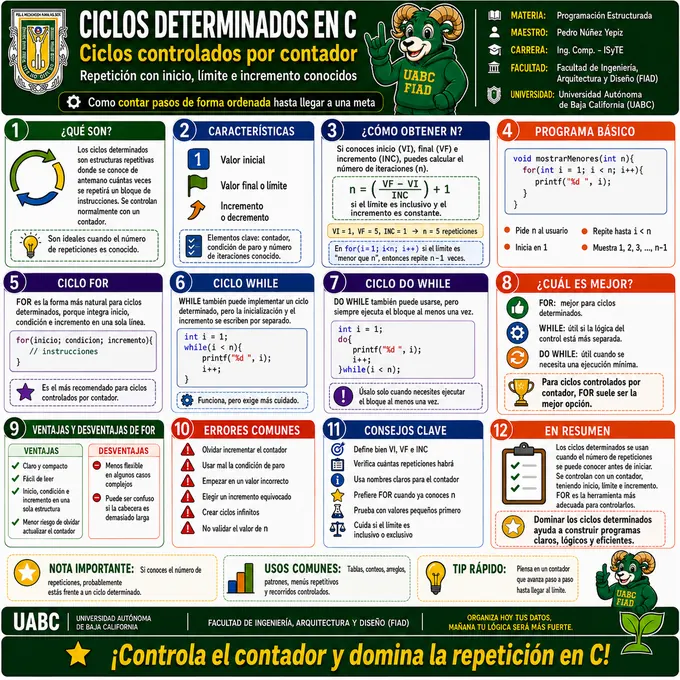 CICLOS DETERMINADOS EN C
Ciclos controlados por contador
Repetición con inicio, límite e incremento conocidos
Como contar pasos de forma ordenada hasta llegar a una meta
UABC
FIAD
MATERIA: Programación Estructurada
MAESTRO: Pedro Núñez Yepiz
CARRERA: Ing. Comp. – ISyTE
FACULTAD: Facultad de Ingeniería,
Arquitectura y Diseño (FIAD)
UNIVERSIDAD: Universidad Autónoma
de Baja California (UABC)
1 ¿QUÉ SON?
Los ciclos determinados
son estructuras repetitivas
donde se conoce de
antemano cuántas veces
se repetirá un bloque de
instrucciones. Se controlan
normalmente con un
contador.
Son ideales cuando el número
de repeticiones es conocido.
2 CARACTERÍSTICAS
1 Valor inicial
Valor final o límite
Incremento
o decremento
Elementos clave: contador,
condición de paro y número
de iteraciones conocido.
3 ¿CÓMO OBTENER N?
Si conoces inicio (VI), final (VF) e
incremento (INC), puedes calcular el
número de iteraciones (n).
n = (VF – VI / INC) + 1
si el límite es inclusivo y el
incremento es constante.
VI = 1, VF = 5, INC = 1 → n = 5 repeticiones
En for(i=1; i<n; i++) si el límite es
"menor que n", entonces repite n–1 veces.
4 PROGRAMA BÁSICO
void mostrarMenores(int n){
for(int i = 1; i < n; i++){
printf("%d ", i);
}
}
Pide n al usuario
Inicia en 1
Repite hasta i < n
Muestra 1, 2, 3, ..., n-1
5 CICLO FOR
FOR es la forma más natural para ciclos
determinados, porque integra inicio,
condición e incremento en una sola línea.
for(inicio; condicion; incremento){
// instrucciones
}
Es el más recomendado para ciclos
controlados por contador.
6 CICLO WHILE
WHILE también puede implementar un ciclo
determinado, pero la inicialización y el
incremento se escriben por separado.
int i = 1;
while(i < n){
printf("%d ", i);
i++;
}
Funciona, pero exige más cuidado.
7 CICLO DO WHILE
DO WHILE también puede usarse, pero
siempre ejecuta el bloque al menos una vez.
int i = 1;
do{
printf("%d ", i);
i++;
}while(i < n);
Úsalo solo cuando necesites ejecutar
el bloque al menos una vez.
8 ¿CUÁL ES MEJOR?
FOR: mejor para ciclos
determinados.
WHILE: útil si la lógica del
control está más separada.
DO WHILE: útil cuando se
necesita una ejecución mínima.
Para ciclos controlados por
contador, FOR suele ser la
mejor opción.
9 VENTAJAS Y DESVENTAJAS DE FOR
VENTAJAS
Claro y compacto
Fácil de leer
Inicio, condición e
incremento en una
sola estructura
Menor riesgo de olvidar
actualizar el contador
DESVENTAJAS
Menos flexible
en algunos casos
complejos
Puede ser confuso
si la cabecera es
demasiado larga
10 ERRORES COMUNES
Olvidar incrementar el contador
Usar mal la condición de paro
Empezar en un valor incorrecto
Elegir un incremento equivocado
Crear ciclos infinitos
No validar el valor de n
11 CONSEJOS CLAVE
Define bien VI, VF e INC
Verifica cuántas repeticiones habrá
Usa nombres claros para el contador
Prefiere FOR cuando ya conoces n
Prueba con valores pequeños primero
Cuida si el límite es
inclusivo o exclusivo
12 EN RESUMEN
Los ciclos determinados se usan
cuando el número de repeticiones
se puede conocer antes de iniciar.
Se controlan con un contador,
teniendo inicio, límite e incremento.
FOR es la herramienta más
adecuada para controlarlos.
Dominar los ciclos determinados
ayuda a construir programas
claros, lógicos y eficientes.
NOTA IMPORTANTE: Si conoces el número de
repeticiones, probablemente
estás frente a un ciclo determinado.
USOS COMUNES: Tablas, conteos, arreglos,
patrones, menús repetitivos
y recorridos controlados.
TIP RÁPIDO: Piensa en un contador
que avanza paso a paso
hasta llegar al límite.
UABC
FIAD
UABC
UNIVERSIDAD AUTÓNOMA
DE BAJA CALIFORNIA
FACULTAD DE INGENIERÍA, ARQUITECTURA Y DISEÑO (FIAD)
ORGANIZA HOY TUS DATOS,
MAÑANA TU LÓGICA SERÁ MÁS FUERTE.
¡Controla el contador y domina la repetición en C!